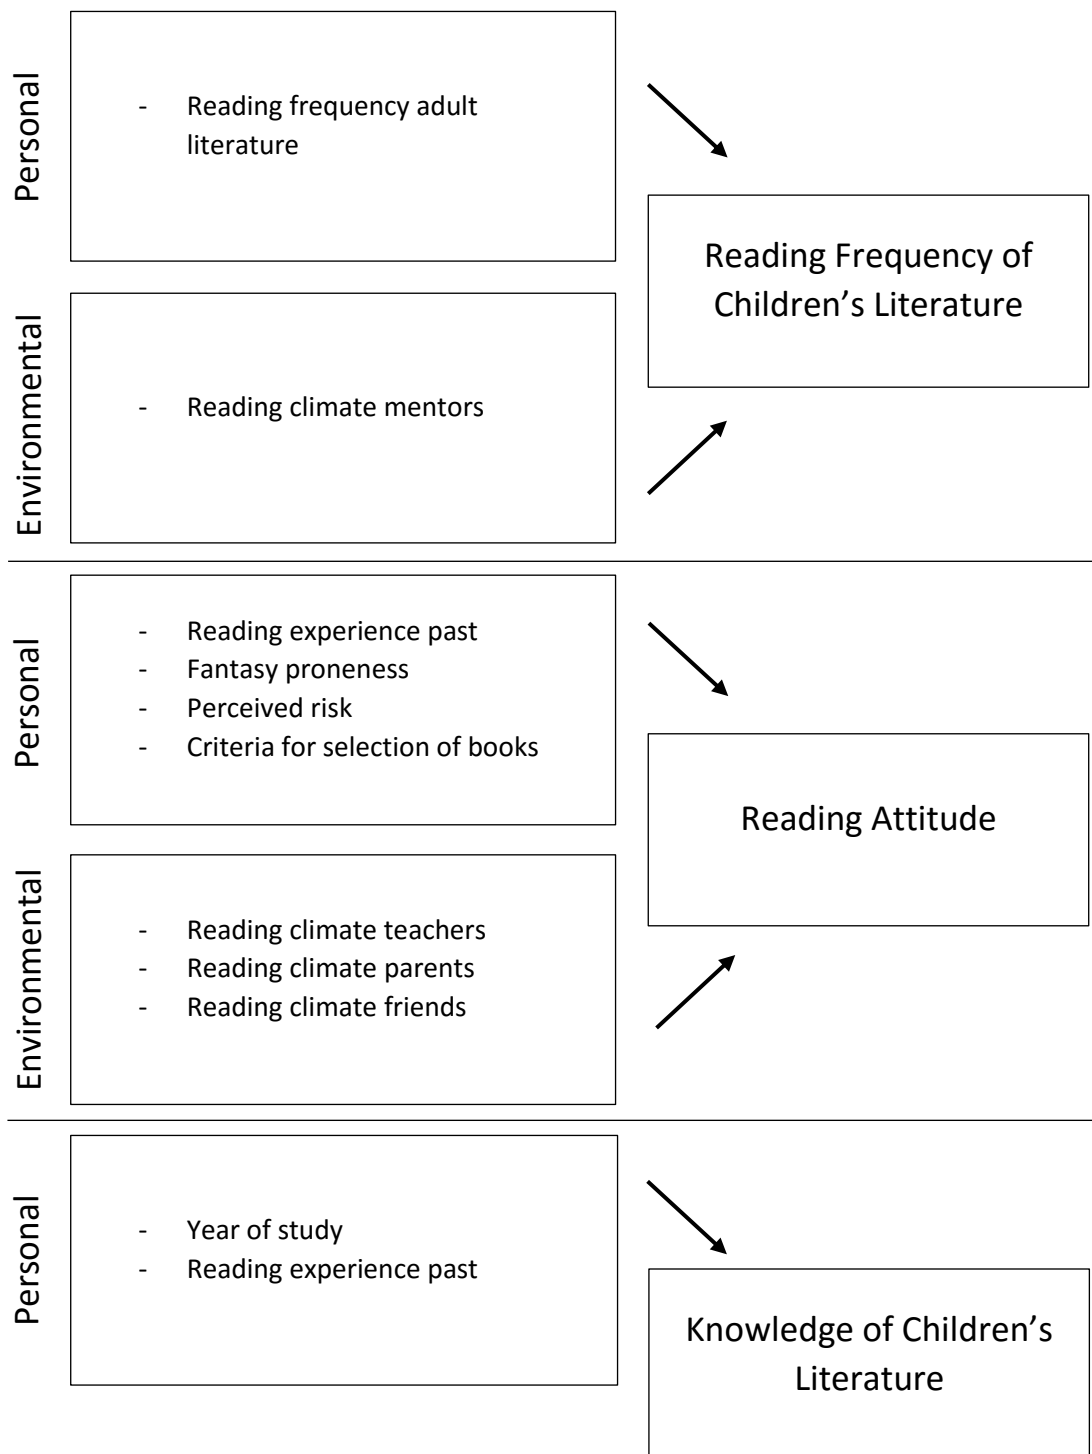 Personal
- Reading frequency adult
literature
Environmental
- Reading climate mentors
Reading Frequency of
Children’s Literature
Personal
- Reading experience past
- Fantasy proneness
- Perceived risk
- Criteria for selection of books
Environmental
- Reading climate teachers
- Reading climate parents
- Reading climate friends
Reading Attitude
Personal
- Year of study
- Reading experience past
Knowledge of Children’s
Literature